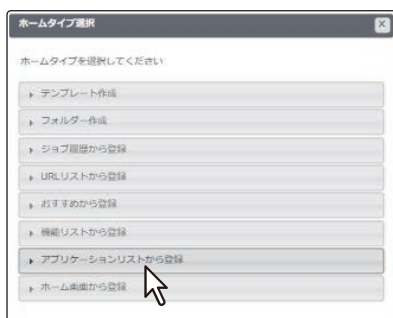 ホームタイプ選択
ホームタイプを選択してください
テンプレート作成
フォルダー作成
ジョブ履歴から登録
URLリストから登録
おすすめから登録
機能リストから登録
アプリケーションリストから登録
ホーム画面から登録